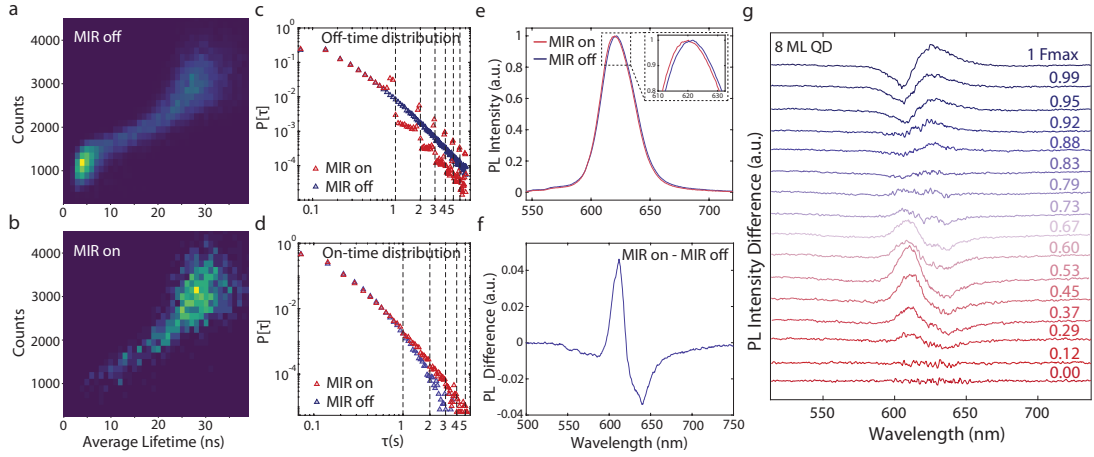 a
MIR off
Counts
4000
3000
2000
1000
0
10
20
30
b
MIR on
Counts
4000
3000
2000
1000
0
10
20
30
Average Lifetime (ns)
c
Off-time distribution
P[τ]
10⁰
10⁻¹
10⁻²
10⁻³
10⁻⁴
10⁻⁵
MIR on
MIR off
0.1
1
2
3
4
5
d
On-time distribution
P[τ]
10⁰
10⁻²
10⁻⁴
MIR on
MIR off
0.1
1
2
3
4
5
τ(s)
e
MIR on
MIR off
PL Intensity (a.u.)
1
0.8
0.6
0.4
0.2
0
550
600
650
700
1
0.9
0.8
610
620
630
f
MIR on - MIR off
PL Difference (a.u.)
0.04
0.02
0
-0.02
-0.04
500
550
600
650
700
750
Wavelength (nm)
g
8 ML QD
PL Intensity Difference (a.u.)
1 Fmax
0.99
0.95
0.92
0.88
0.83
0.79
0.73
0.67
0.60
0.53
0.45
0.37
0.29
0.12
0.00
550
600
650
700
Wavelength (nm)